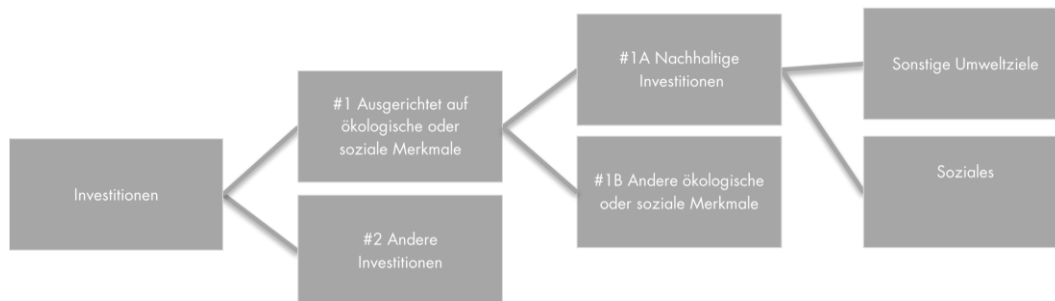 Investitionen
#1 Ausgerichtet auf
ökologische oder
soziale Merkmale
#2 Andere
Investitionen
#1A Nachhaltige
Investitionen
#1B Andere ökologische
oder soziale Merkmale
Sonstige Umweltziele
Soziales